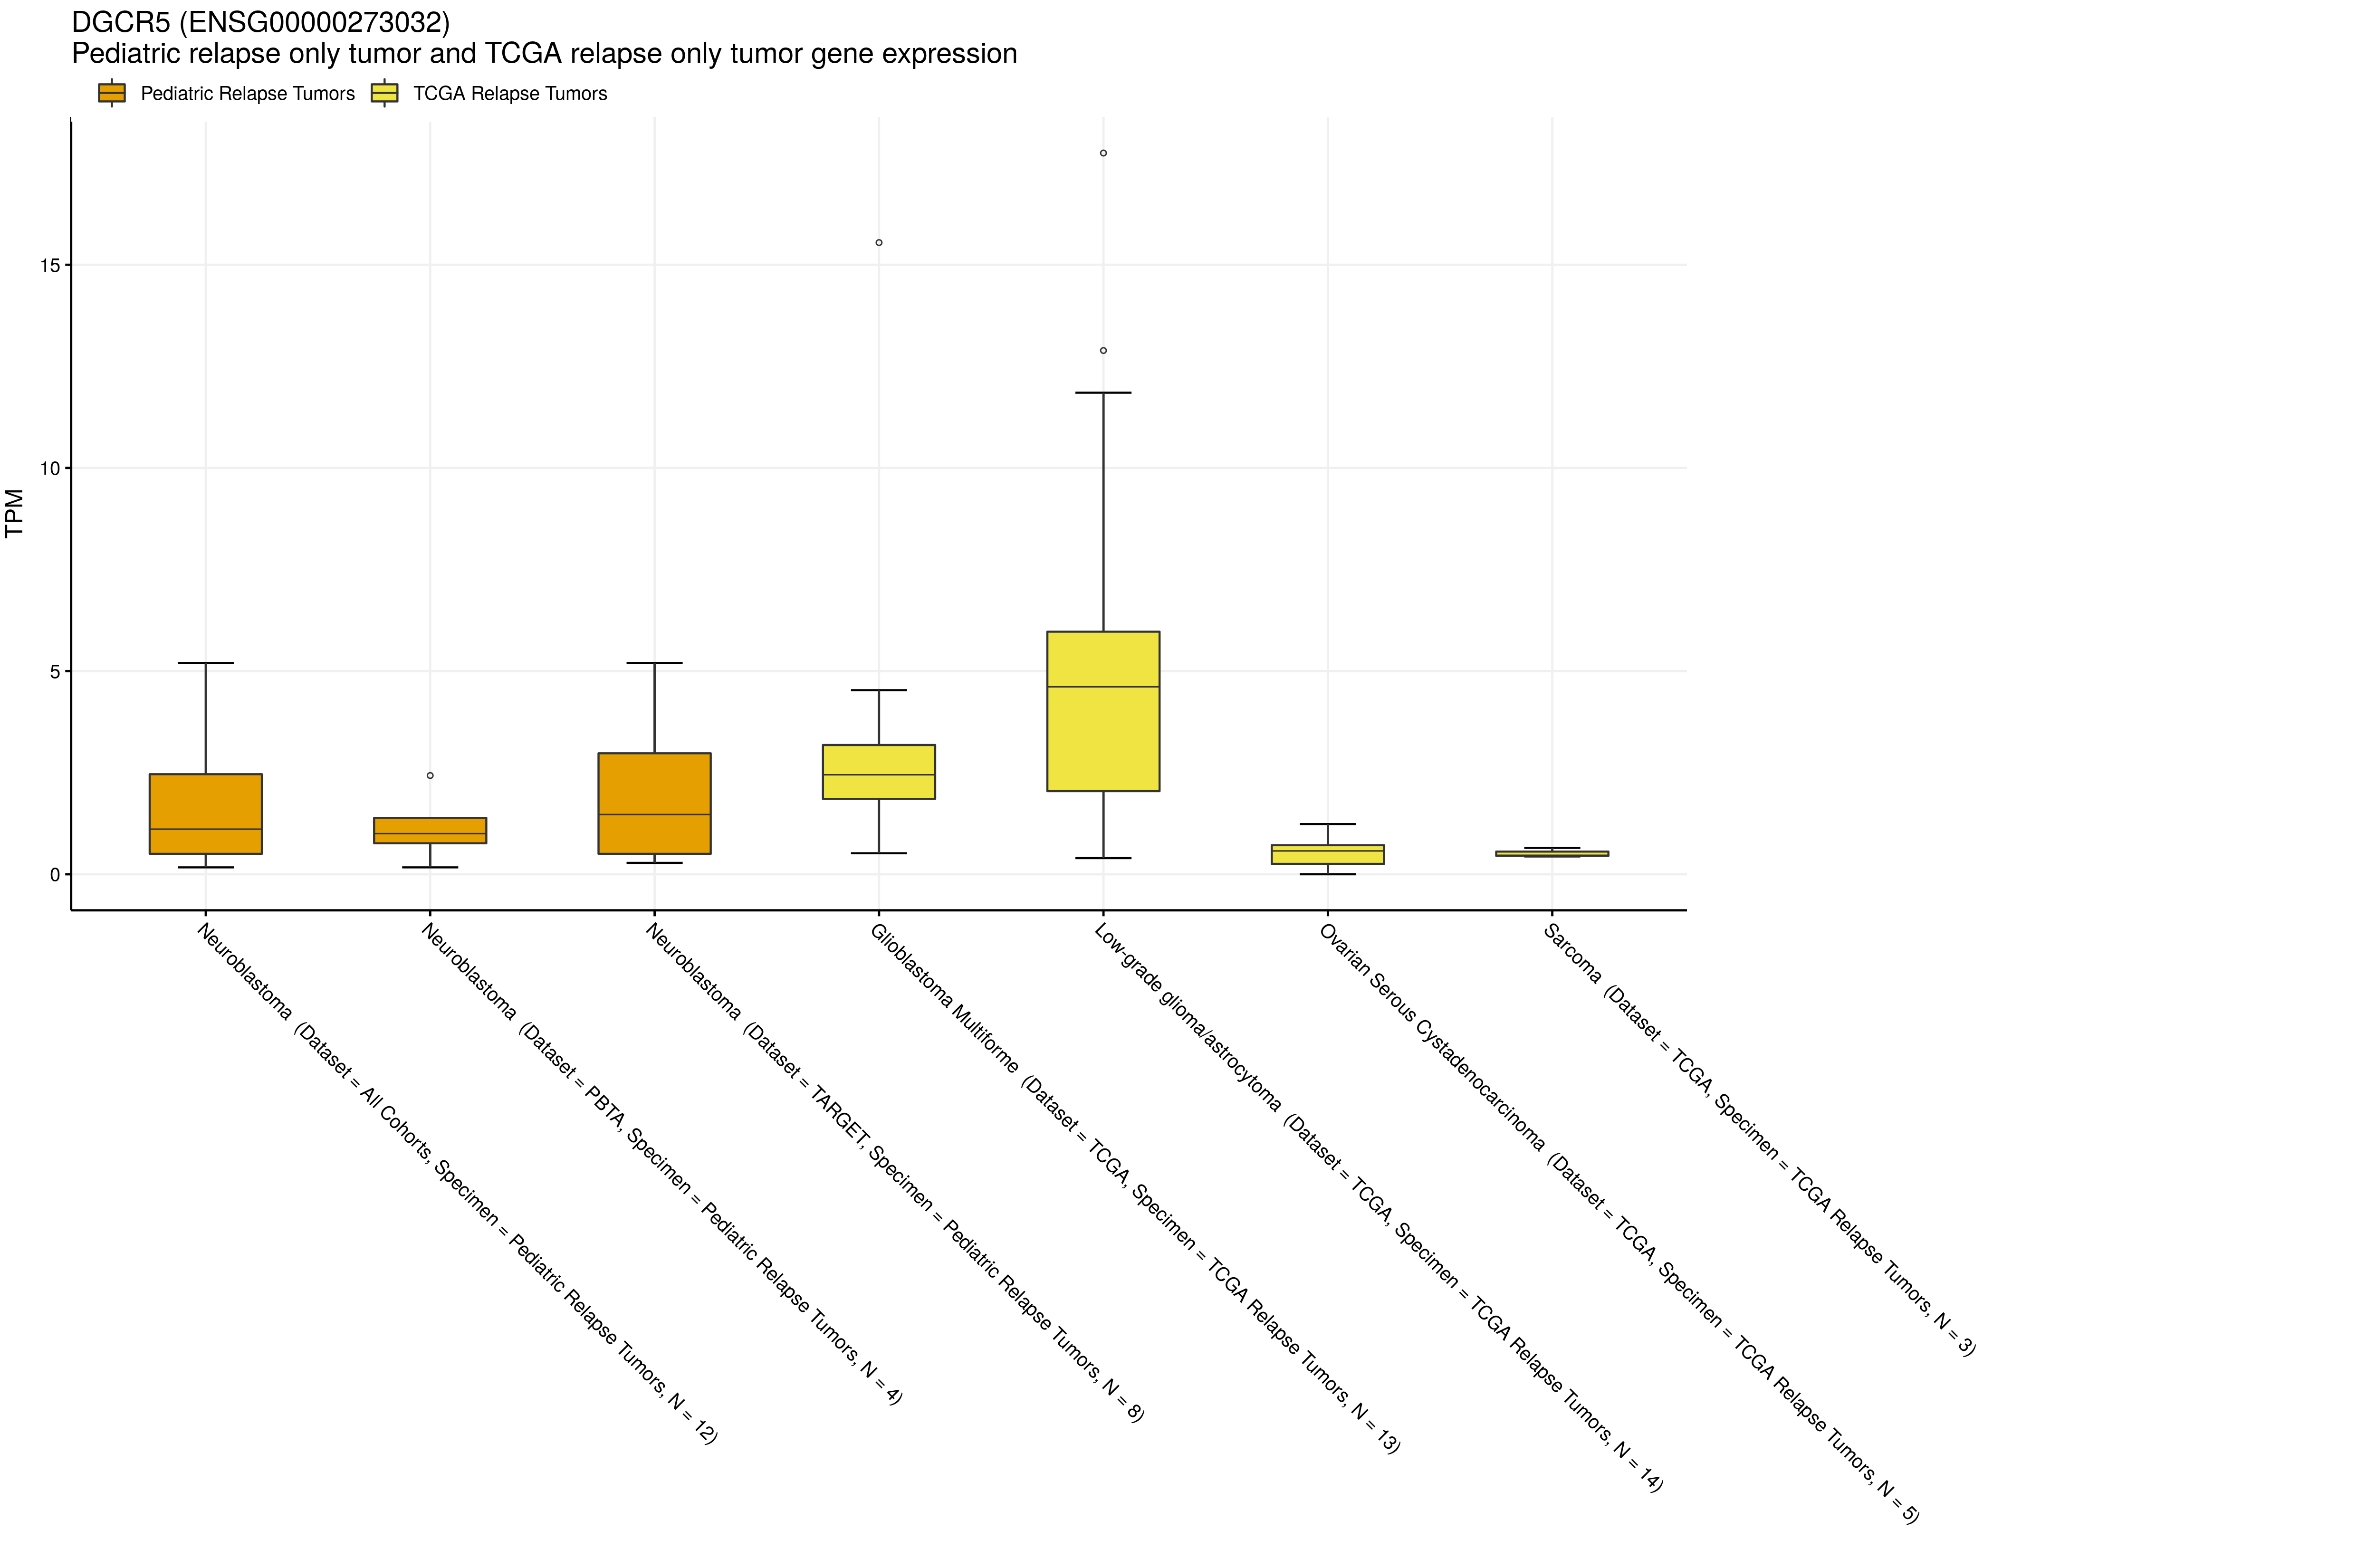 DGCR5 (ENSG00000273032)
Pediatric relapse only tumor and TCGA relapse only tumor gene expression
Pediatric Relapse Tumors
TCGA Relapse Tumors
TPM
15
10
5
0
Neuroblastoma (Dataset = All Cohorts, Specimen = Pediatric Relapse Tumors, N = 12)
Neuroblastoma (Dataset = PBTA, Specimen = Pediatric Relapse Tumors, N = 4)
Neuroblastoma (Dataset = TARGET, Specimen = Pediatric Relapse Tumors, N = 8)
Glioblastoma Multiforme (Dataset = TCGA, Specimen = TCGA Relapse Tumors, N = 13)
Low-grade glioma/astrocytoma (Dataset = TCGA, Specimen = TCGA Relapse Tumors, N = 14)
Ovarian Serous Cystadenocarcinoma (Dataset = TCGA, Specimen = TCGA Relapse Tumors, N = 5)
Sarcoma (Dataset = TCGA, Specimen = TCGA Relapse Tumors, N = 3)